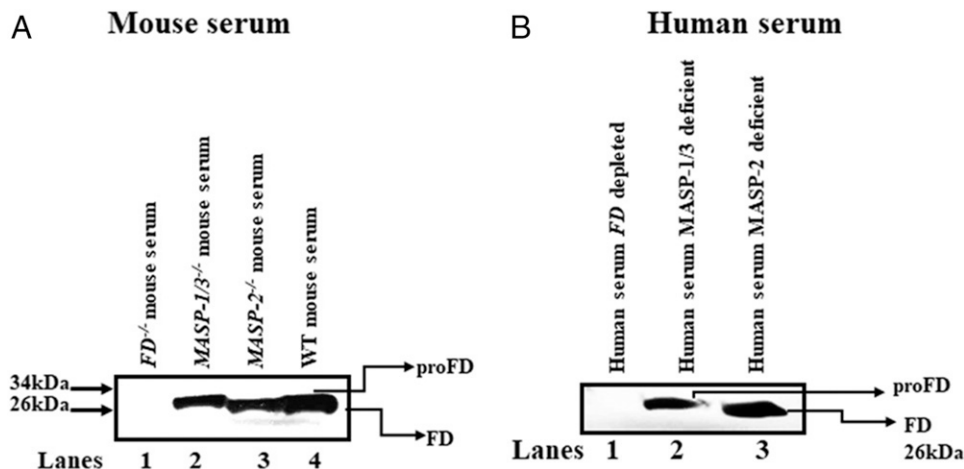 A
Mouse serum
FD-/- mouse serum
MASP-1/3-/- mouse serum
MASP-2-/- mouse serum
WT mouse serum
34kDa
26kDa
proFD
FD
Lanes 1 2 3 4
B
Human serum
Human serum FD depleted
Human serum MASP-1/3 deficient
Human serum MASP-2 deficient
proFD
FD
26kDa
Lanes 1 2 3